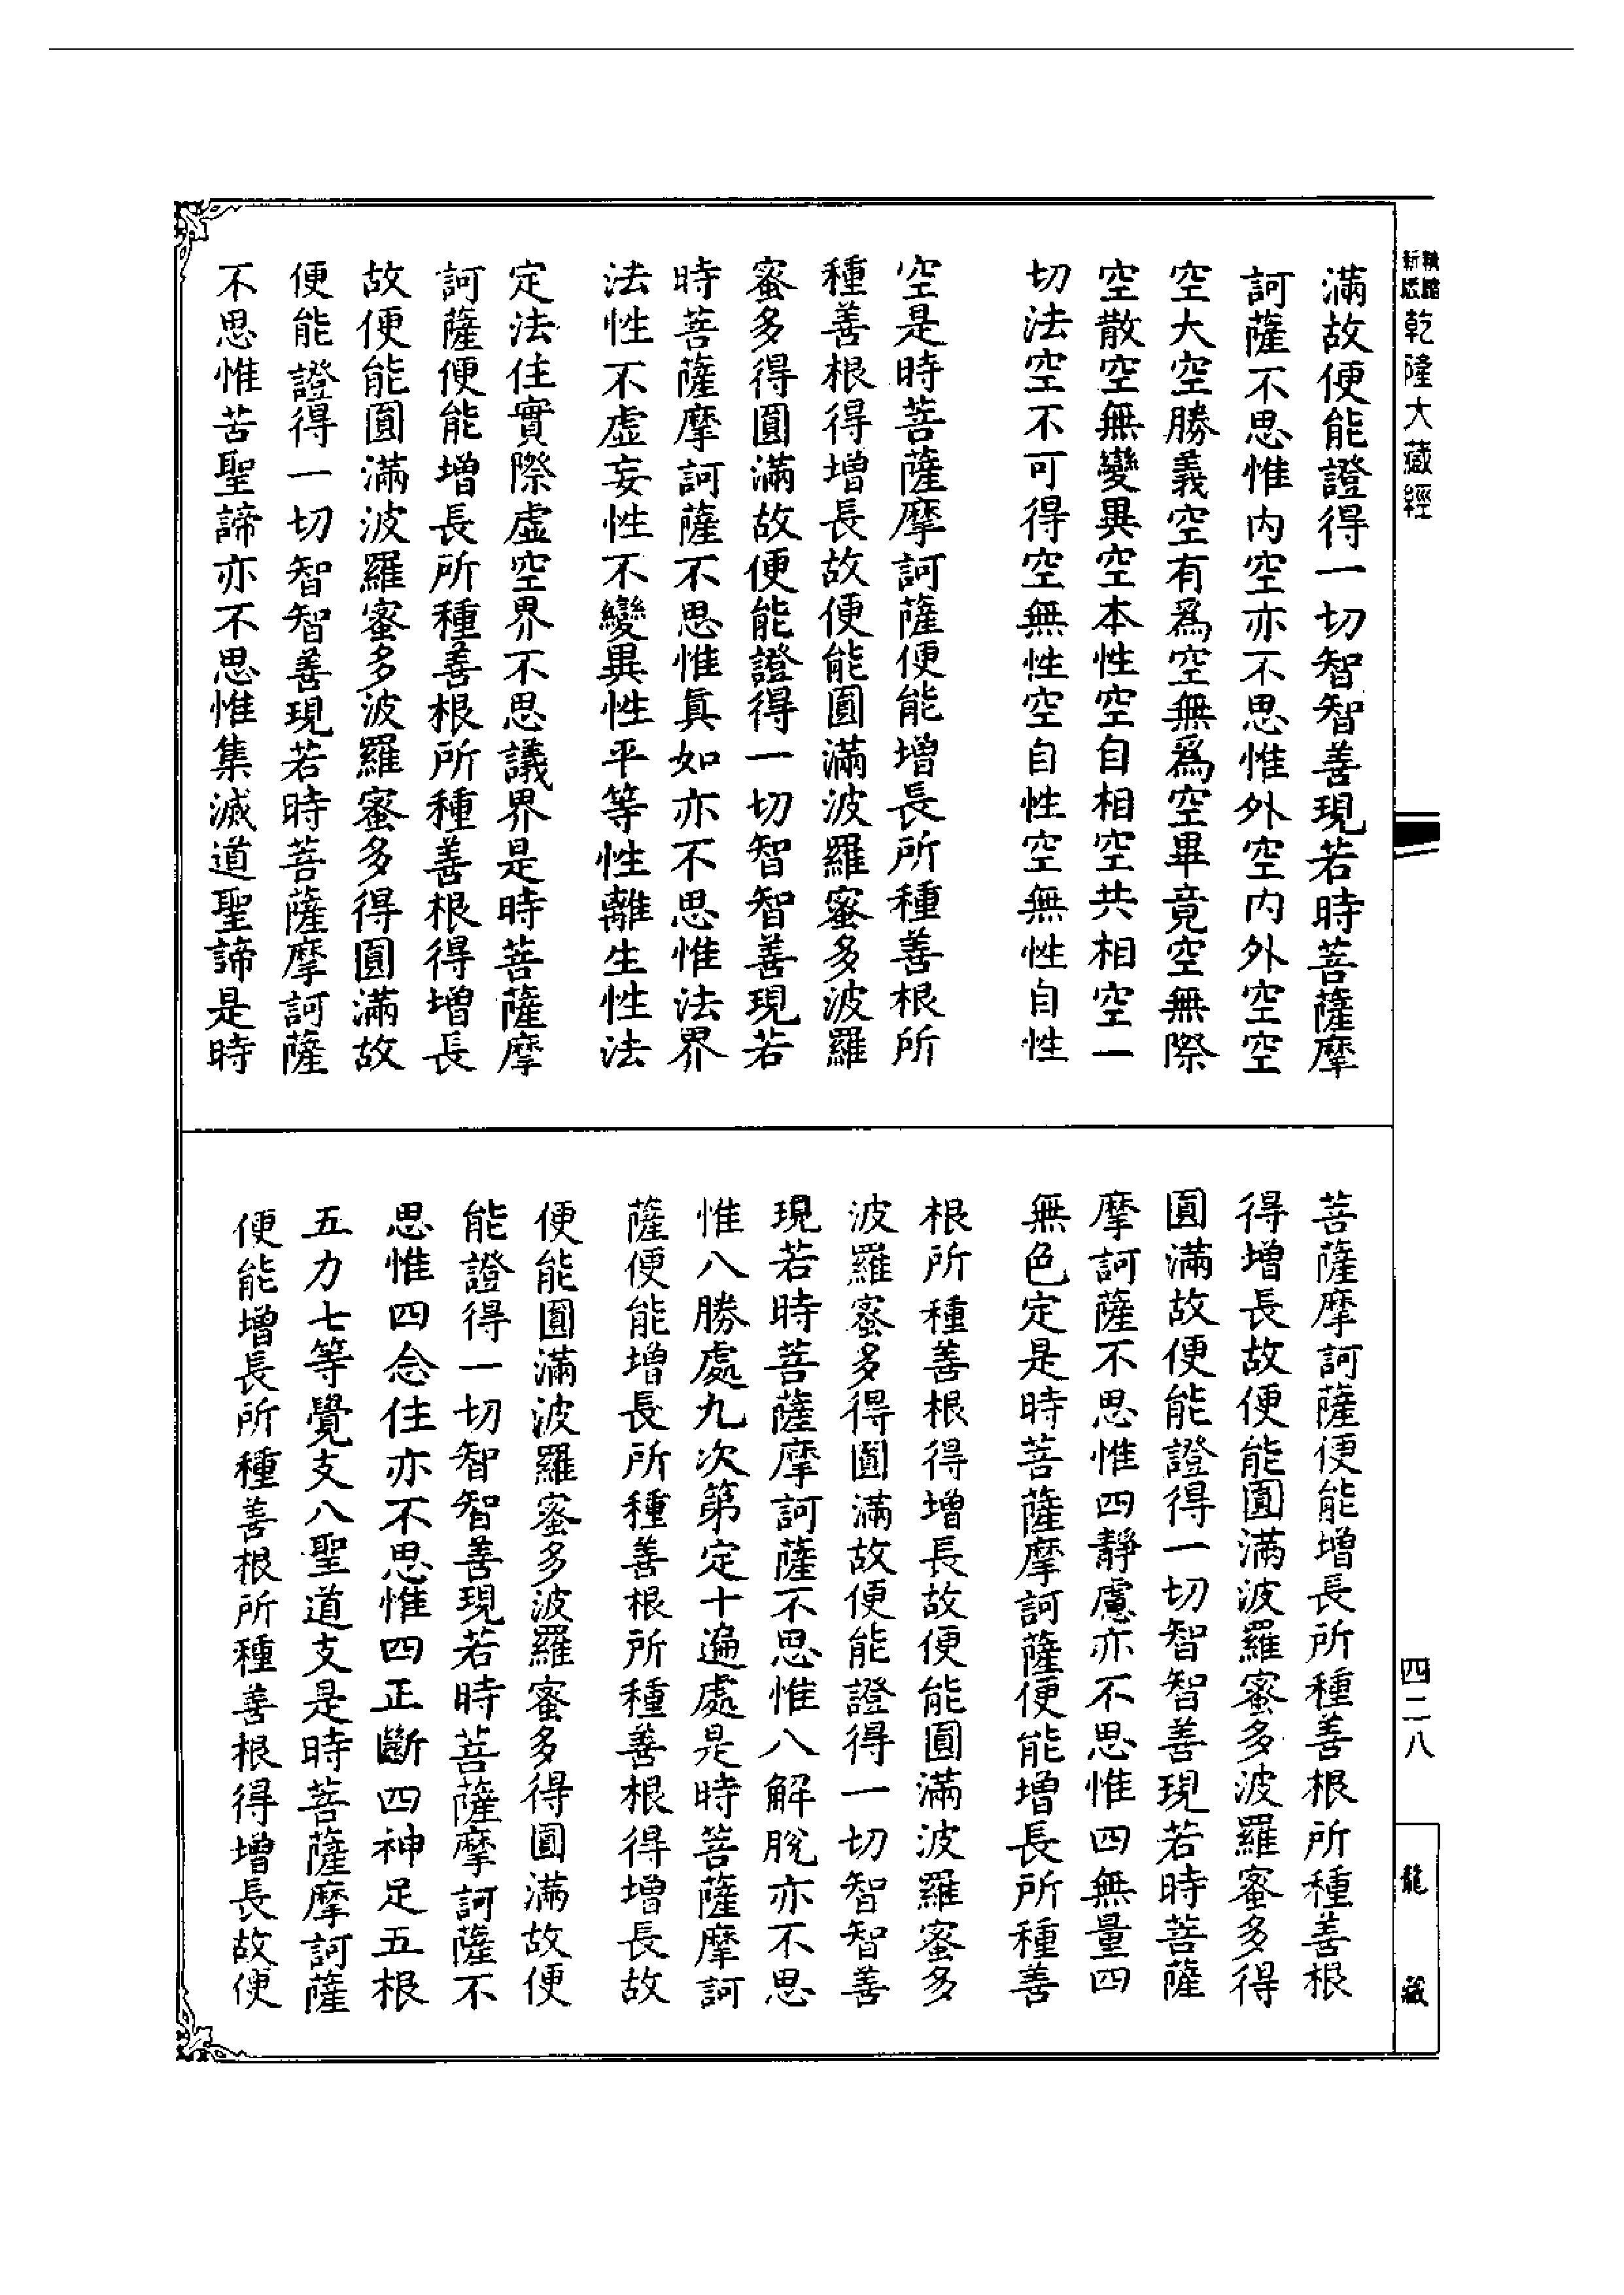 新纂縮版乾隆大藏經
滿故便能證得一切智智善現若時菩薩摩
訶薩不思惟內空亦不思惟外空內外空空
空大空勝義空有爲空無爲空畢竟空無際
空散空無變異空本性空自相空共相空一
切法空不可得空無性空自性空無性自性
空是時菩薩摩訶薩便能增長所種善根所
種善根得增長故便能圓滿波羅蜜多波羅
蜜多得圓滿故便能證得一切智智善現若
時菩薩摩訶薩不思惟眞如亦不思惟法界
法性不虛妄性不變異性平等性離生性法
定法住實際虛空界不思議界是時菩薩摩
訶薩便能增長所種善根所種善根得增長
故便能圓滿波羅蜜多波羅蜜多得圓滿故
便能證得一切智智善現若時菩薩摩訶薩
不思惟苦聖諦亦不思惟集滅道聖諦是時
菩薩摩訶薩便能增長所種善根所種善根
得增長故便能圓滿波羅蜜多波羅蜜多得
圓滿故便能證得一切智智善現若時菩薩
摩訶薩不思惟四靜慮亦不思惟四無量四
無色定是時菩薩摩訶薩便能增長所種善
根所種善根得增長故便能圓滿波羅蜜多
波羅蜜多得圓滿故便能證得一切智智善
現若時菩薩摩訶薩不思惟八解脫亦不思
惟八勝處九次第定十遍處是時菩薩摩訶
薩便能增長所種善根所種善根得增長故
便能圓滿波羅蜜多波羅蜜多得圓滿故便
能證得一切智智善現若時菩薩摩訶薩不
思惟四念住亦不思惟四正斷四神足五根
五力七等覺支八聖道支是時菩薩摩訶薩
便能增長所種善根所種善根得增長故便
四二八
龍藏